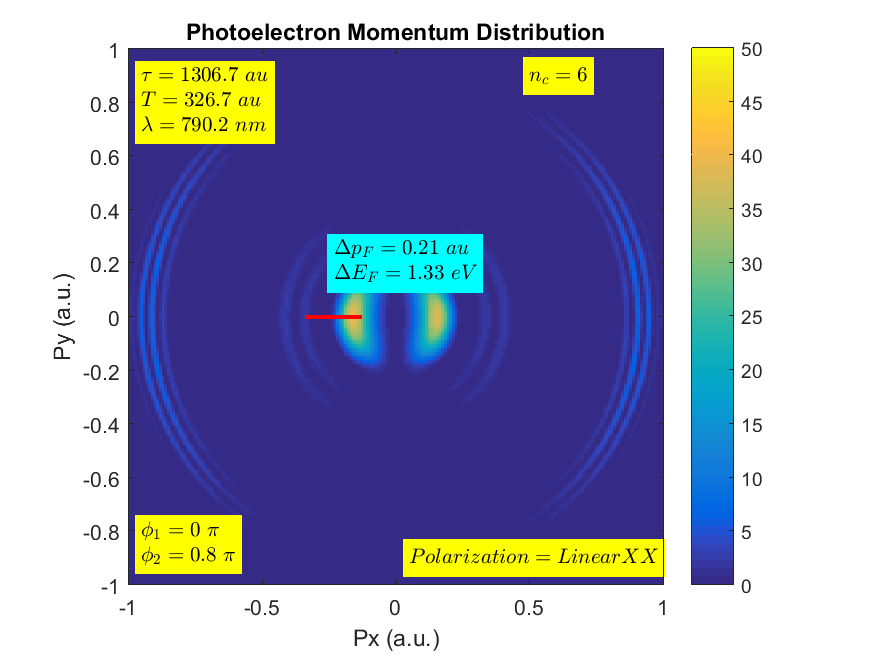 Photoelectron Momentum Distribution
τ = 1306.7 au
T = 326.7 au
λ = 790.2 nm
n_c = 6
Δp_F = 0.21 au
ΔE_F = 1.33 eV
ϕ_1 = 0 π
ϕ_2 = 0.8 π
Polarization = LinearXX
Py (a.u.)
1
0.8
0.6
0.4
0.2
0
-0.2
-0.4
-0.6
-0.8
-1
-1 -0.5 0 0.5 1
Px (a.u.)
50
45
40
35
30
25
20
15
10
5
0